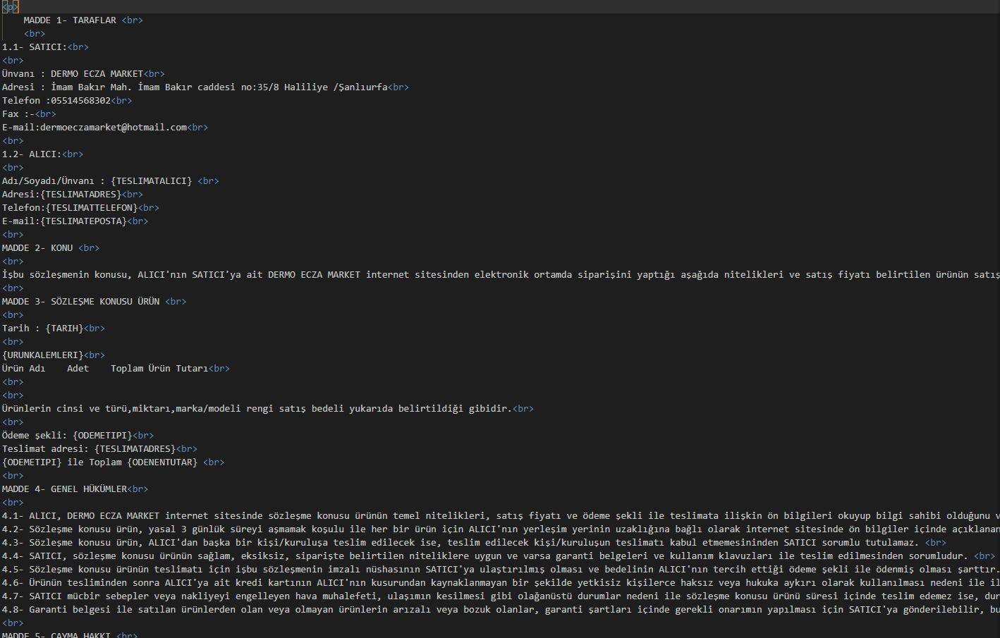 <p>
MADDE 1- TARAFLAR <br>
<br>
1.1- SATICI:<br>
<br>
Ünvanı : DERMO ECZA MARKET<br>
Adresi : İmam Bakır Mah. İmam Bakır caddesi no:35/8 Haliliye /Şanlıurfa<br>
Telefon :05514568302<br>
Fax :-<br>
E-mail:dermoeczamarket@hotmail.com<br>
<br>
1.2- ALICI:<br>
<br>
Adı/Soyadı/Ünvanı : {TESLIMATALICI} <br>
Adresi:{TESLIMATADRES}<br>
Telefon:{TESLIMATTELEFON}<br>
E-mail:{TESLIMATEPOSTA}<br>
<br>
MADDE 2- KONU <br>
<br>
İşbu sözleşmenin konusu, ALICI'nın SATICI'ya ait DERMO ECZA MARKET internet sitesinden elektronik ortamda siparişini yaptığı aşağıda nitelikleri ve satış fiyatı belirtilen ürünün satış
<br>
MADDE 3- SÖZLEŞME KONUSU ÜRÜN <br>
<br>
Tarih : {TARIH}<br>
<br>
{URUNKALEMLERI}<br>
Ürün Adı    Adet    Toplam Ürün Tutarı<br>
<br>
<br>
Ürünlerin cinsi ve türü,miktarı,marka/modeli rengi satış bedeli yukarıda belirtildiği gibidir.<br>
<br>
Ödeme şekli: {ODEMETIPI}<br>
Teslimat adresi: {TESLIMATADRES}<br>
{ODEMETIPI} ile Toplam {ODENENTUTAR} <br>
<br>
MADDE 4- GENEL HÜKÜMLER<br>
<br>
4.1- ALICI, DERMO ECZA MARKET internet sitesinde sözleşme konusu ürünün temel nitelikleri, satış fiyatı ve ödeme şekli ile teslimata ilişkin ön bilgileri okuyup bilgi sahibi olduğunu v
4.2- Sözleşme konusu ürün, yasal 3 günlük süreyi aşmamak koşulu ile her bir ürün için ALICI'nın yerleşim yerinin uzaklığına bağlı olarak internet sitesinde ön bilgiler içinde açıklanan
4.3- Sözleşme konusu ürün, ALICI'dan başka bir kişi/kuruluşa teslim edilecek ise, teslim edilecek kişi/kuruluşun teslimatı kabul etmemesininden SATICI sorumlu tutulamaz. <br>
4.4- SATICI, sözleşme konusu ürünün sağlam, eksiksiz, siparişte belirtilen niteliklere uygun ve varsa garanti belgeleri ve kullanım klavuzları ile teslim edilmesinden sorumludur. <br>
4.5- Sözleşme konusu ürünün teslimatı için işbu sözleşmenin imzalı nüshasının SATICI'ya ulaştırılmış olması ve bedelinin ALICI'nın tercih ettiği ödeme şekli ile ödenmiş olması şarttır.
4.6- Ürünün tesliminden sonra ALICI'ya ait kredi kartının ALICI'nın kusurundan kaynaklanmayan bir şekilde yetkisiz kişilerce haksız veya hukuka aykırı olarak kullanılması nedeni ile il
4.7- SATICI mücbir sebepler veya nakliyeyi engelleyen hava muhalefeti, ulaşımın kesilmesi gibi olağanüstü durumlar nedeni ile sözleşme konusu ürünü süresi içinde teslim edemez ise, dur
4.8- Garanti belgesi ile satılan ürünlerden olan veya olmayan ürünlerin arızalı veya bozuk olanlar, garanti şartları içinde gerekli onarımın yapılması için SATICI'ya gönderilebilir, bu
<br>
MADDE 5- CAYMA HAKKI <br>